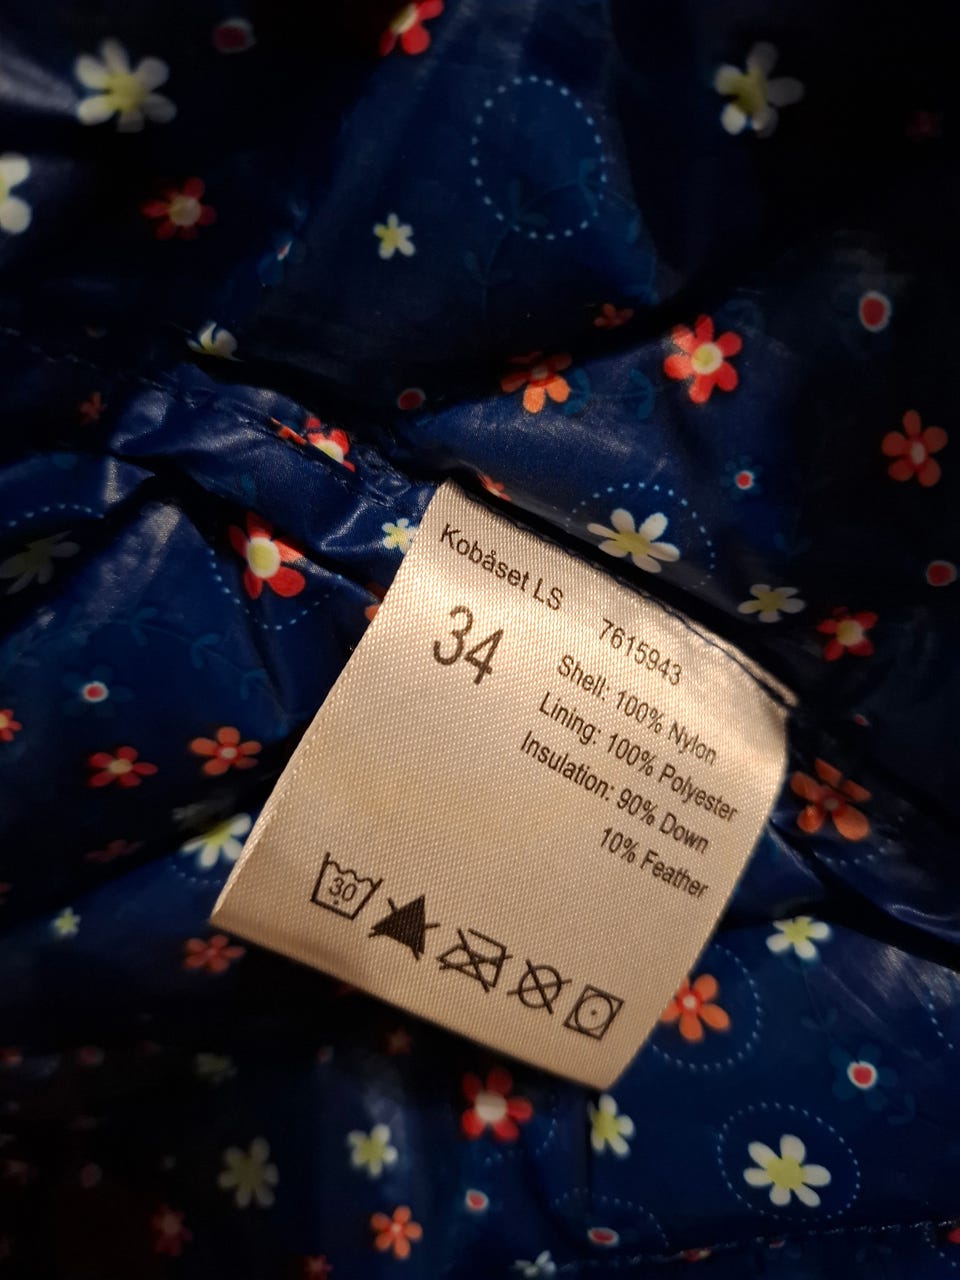 Kobåset LS 7615943
34
Shell: 100% Nylon
Lining: 100% Polyester
Insulation: 90% Down
10% Feather
30